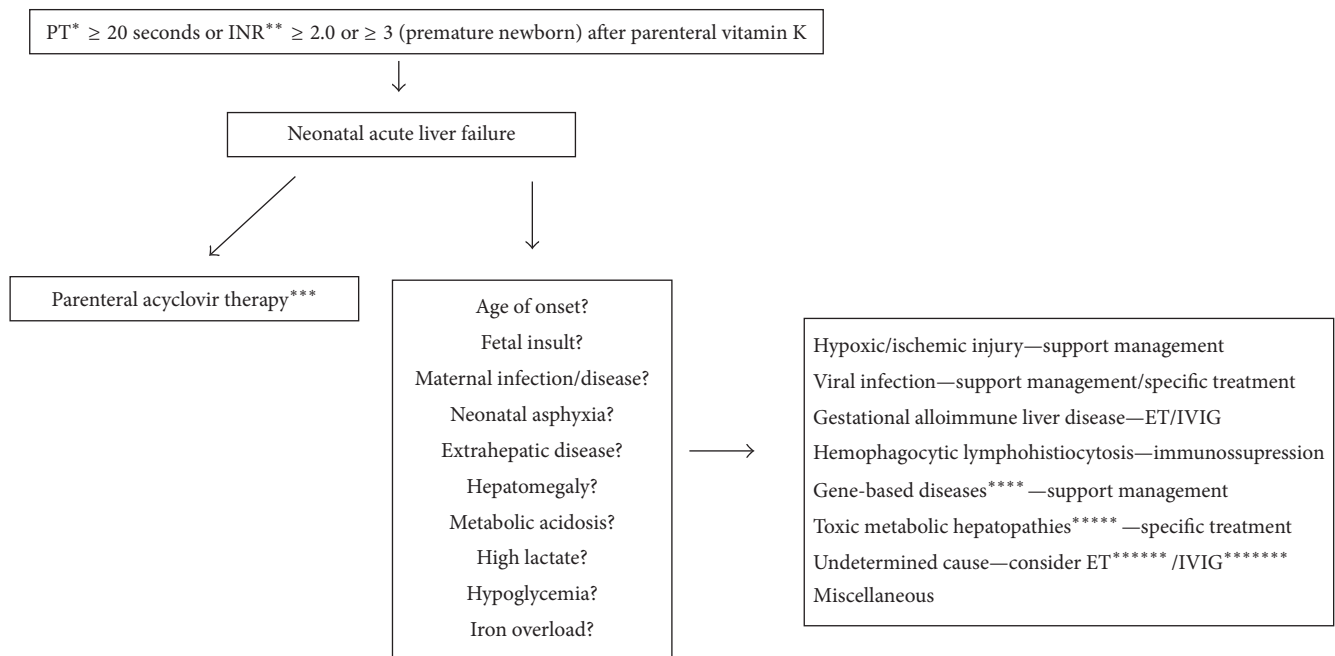 PT* ≥ 20 seconds or INR** ≥ 2.0 or ≥ 3 (premature newborn) after parenteral vitamin K
Neonatal acute liver failure
Parenteral acyclovir therapy***
Age of onset?
Fetal insult?
Maternal infection/disease?
Neonatal asphyxia?
Extrahepatic disease?
Hepatomegaly?
Metabolic acidosis?
High lactate?
Hypoglycemia?
Iron overload?
Hypoxic/ischemic injury—support management
Viral infection—support management/specific treatment
Gestational alloimmune liver disease—ET/IVIG
Hemophagocytic lymphohistiocytosis—immunossupression
Gene-based diseases****—support management
Toxic metabolic hepatopathies*****—specific treatment
Undetermined cause—consider ET******/IVIG*******
Miscellaneous